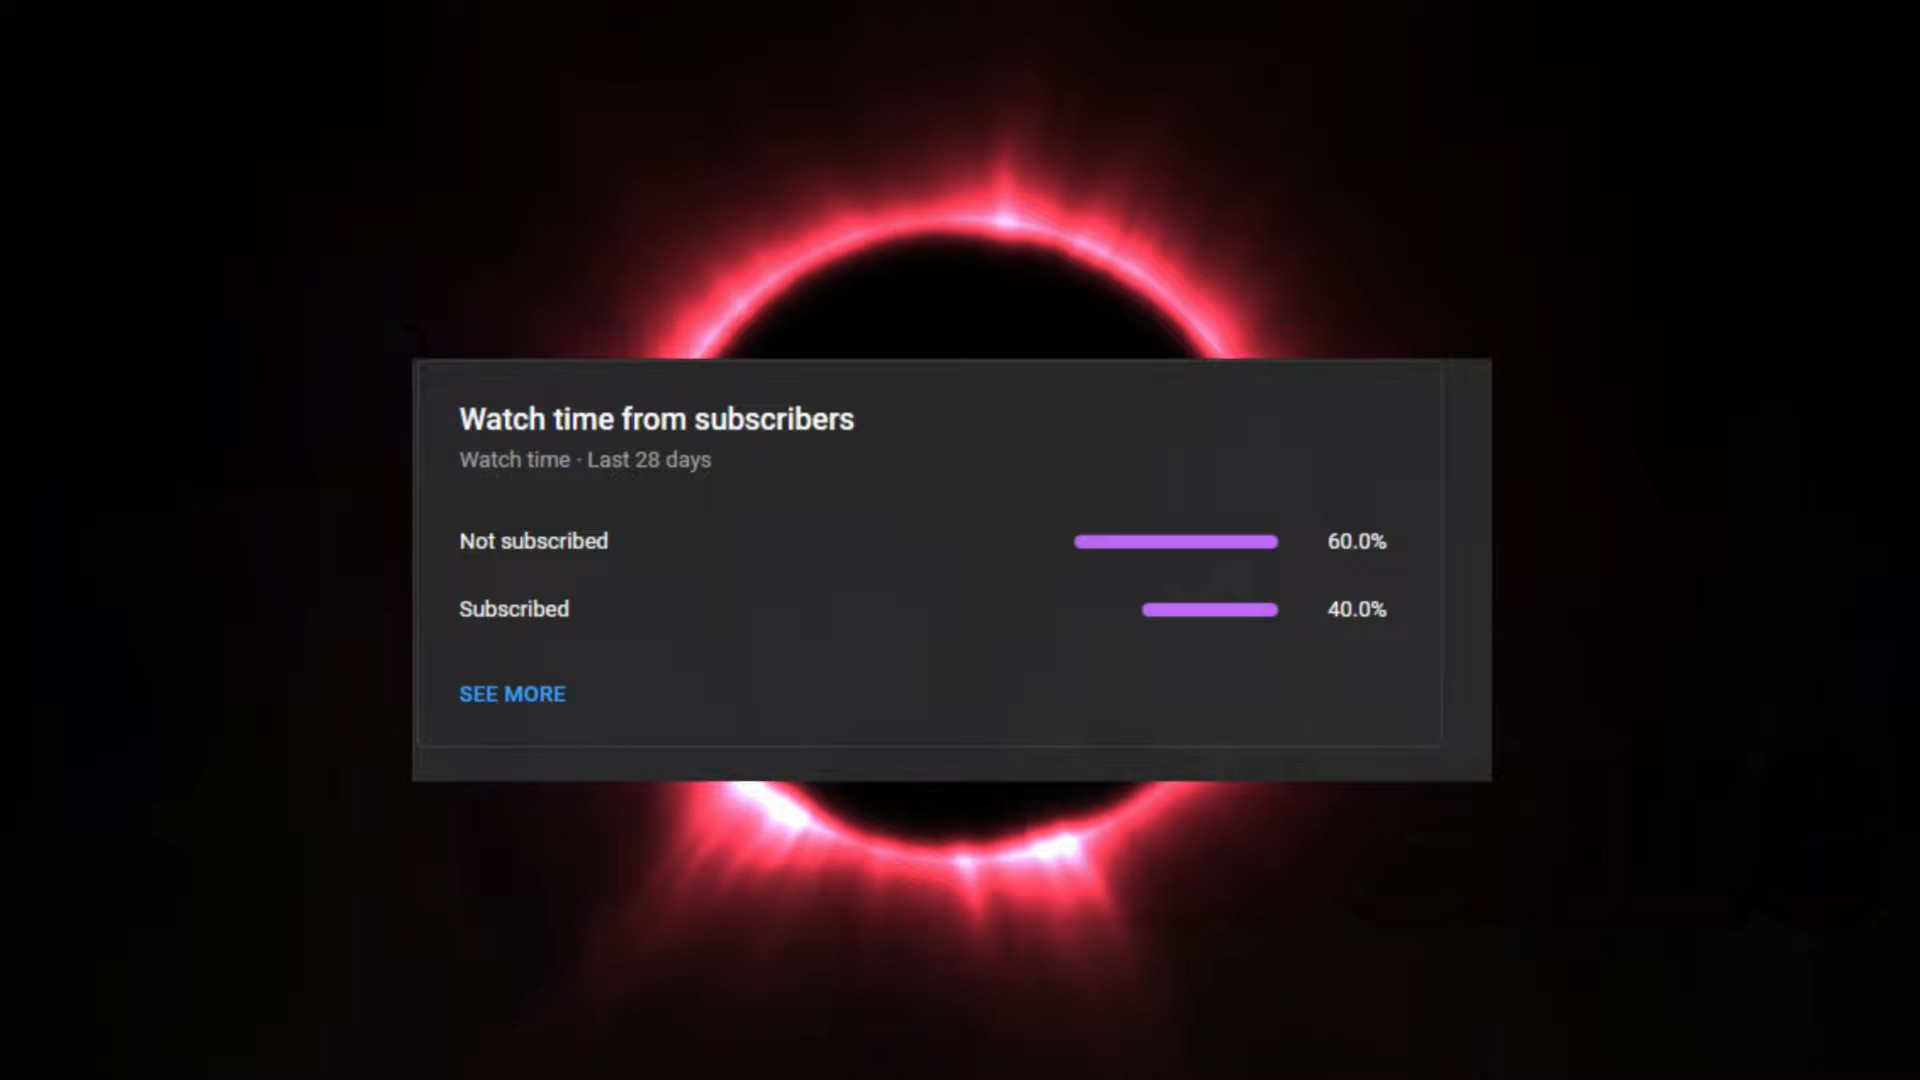 Watch time from subscribers
Watch time · Last 28 days
Not subscribed 60.0%
Subscribed 40.0%
SEE MORE